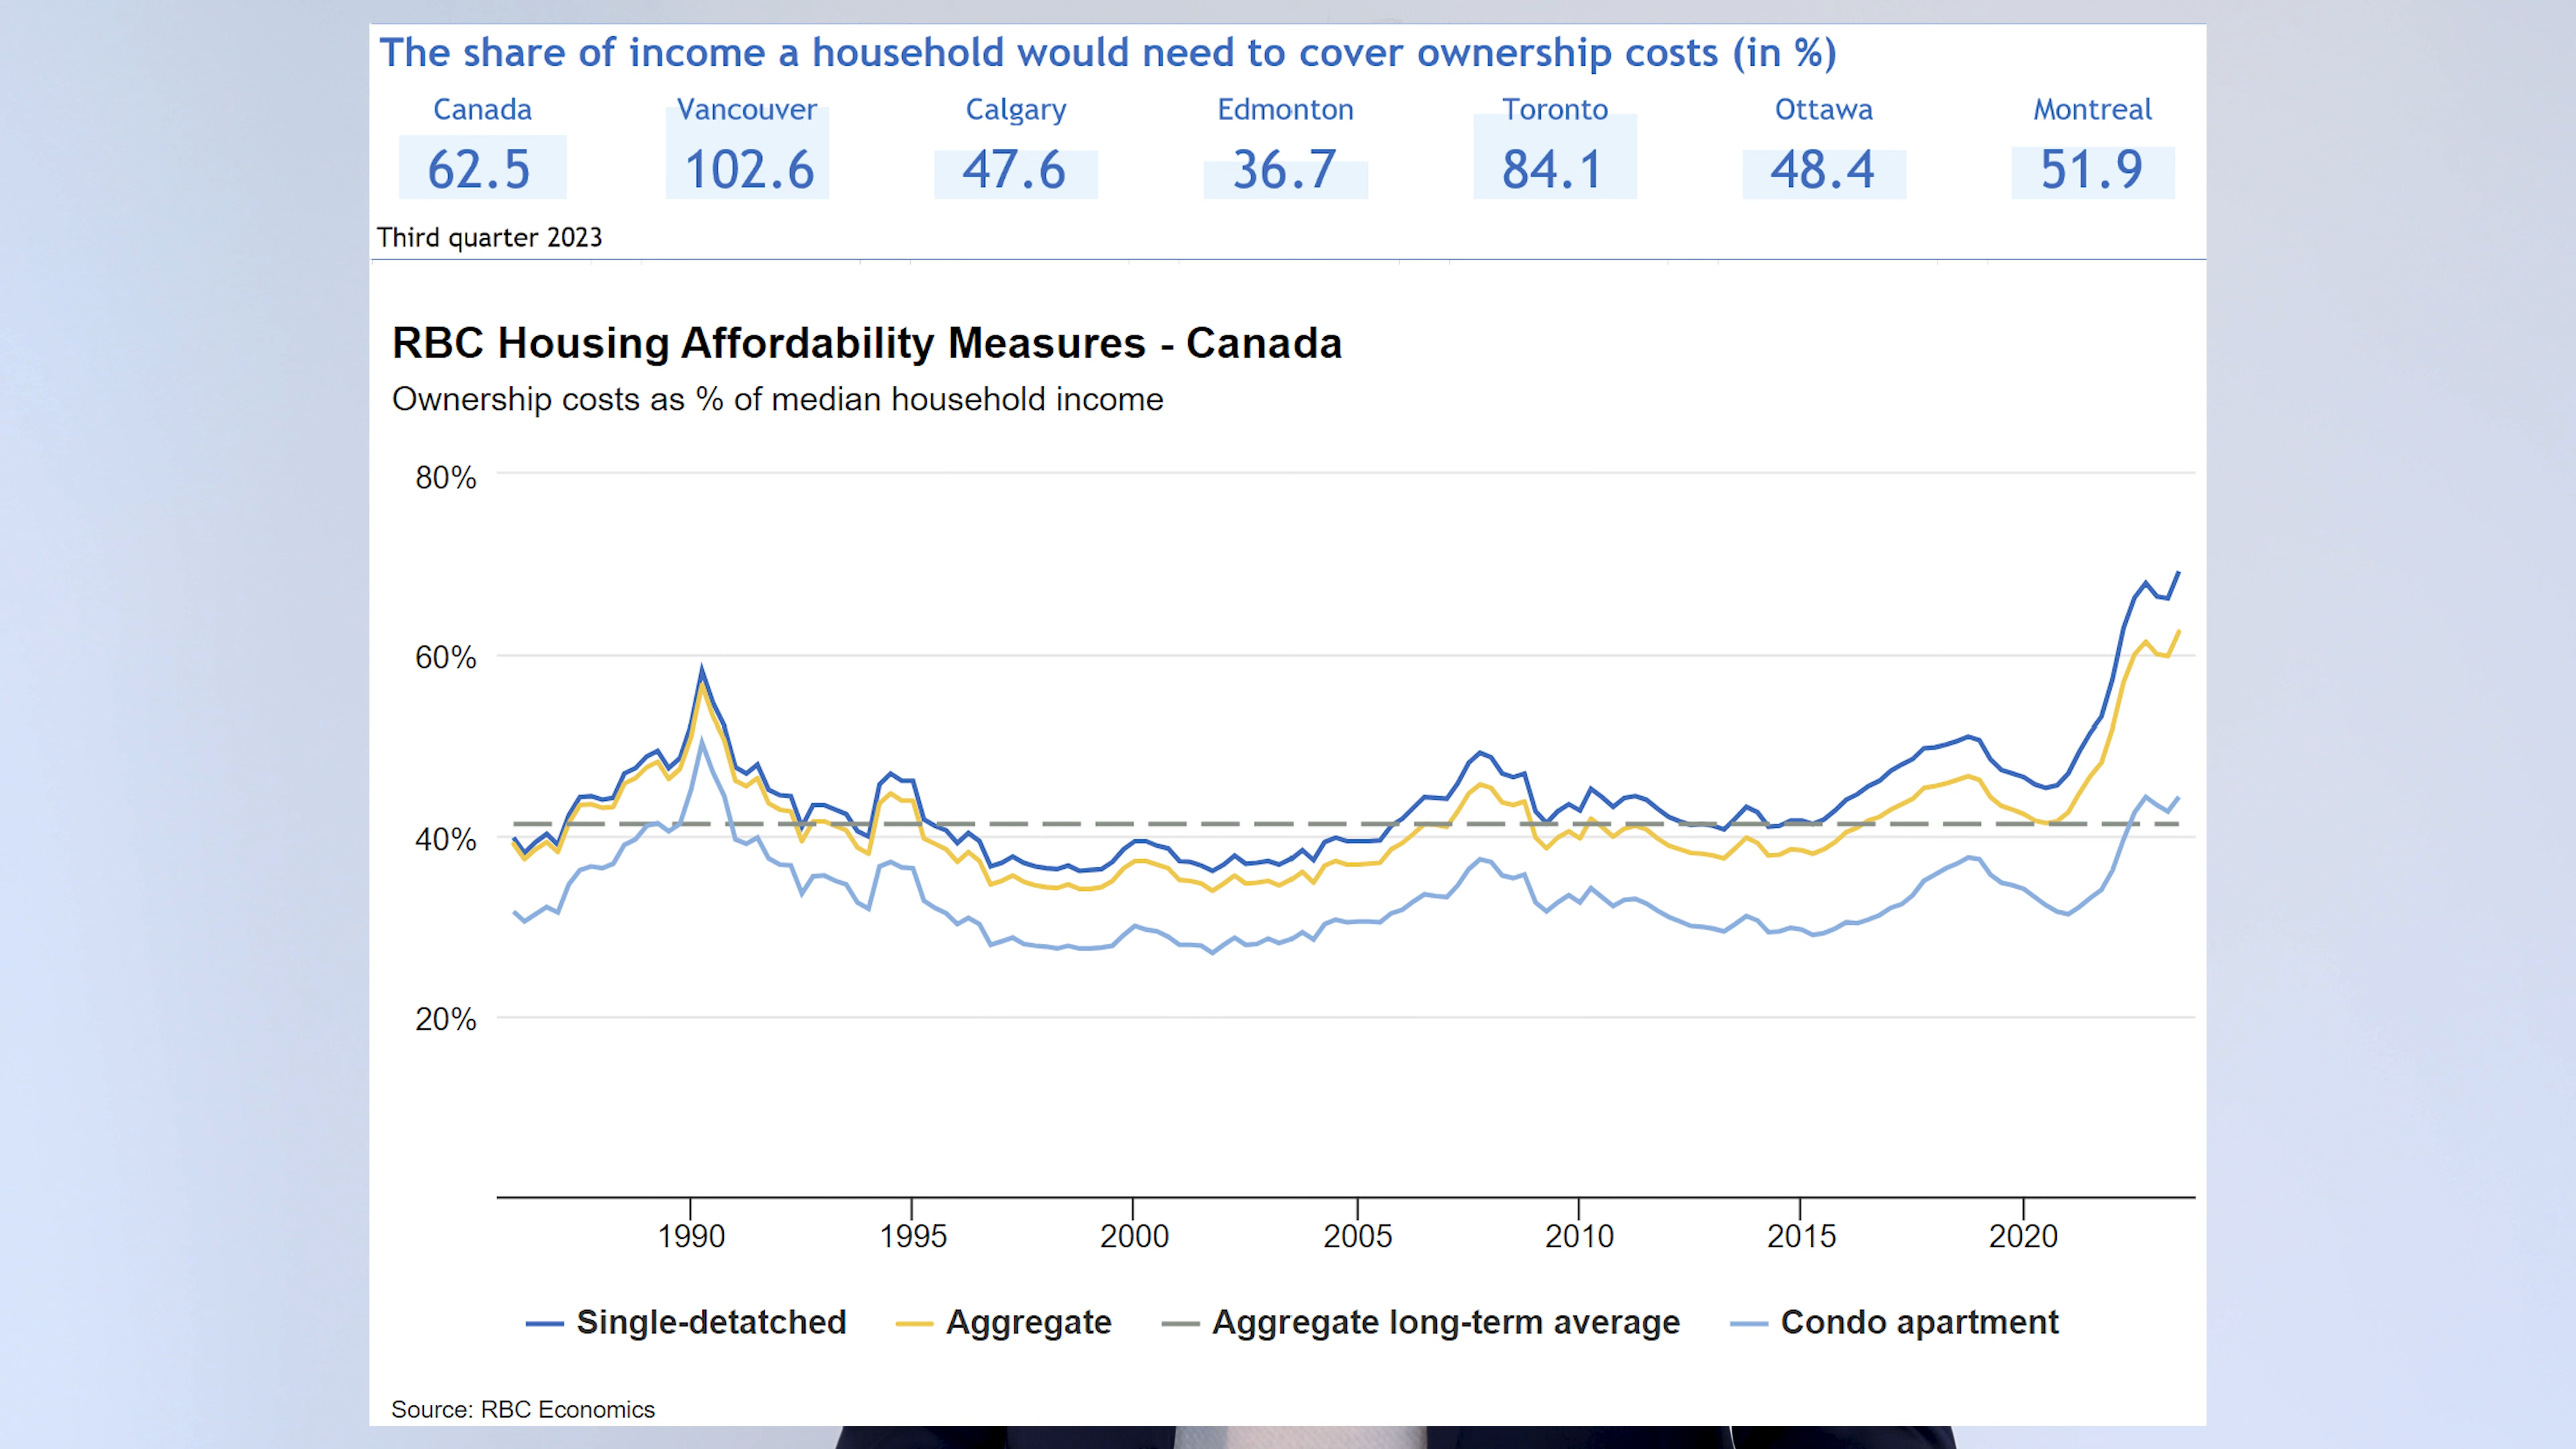 The share of income a household would need to cover ownership costs (in %)
Canada Vancouver Calgary Edmonton Toronto Ottawa Montreal
62.5 102.6 47.6 36.7 84.1 48.4 51.9
Third quarter 2023
RBC Housing Affordability Measures - Canada
Ownership costs as % of median household income
80%
60%
40%
20%
1990 1995 2000 2005 2010 2015 2020
Single-detatched Aggregate Aggregate long-term average Condo apartment
Source: RBC Economics